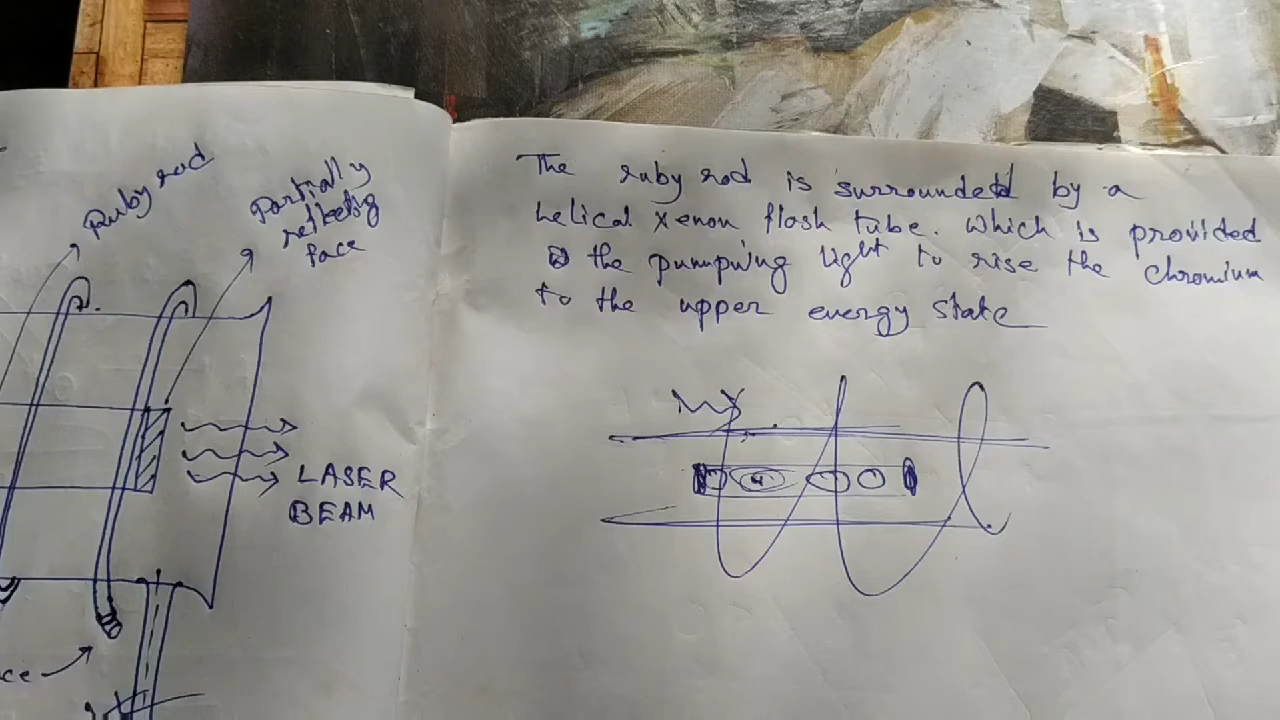 Ruby rod
Partially
reflecting
face
LASER
BEAM
ce
The ruby rod is surrounded by a
helical Xenon flash tube. Which is provided
the pumping light to rise the chromium
to the upper energy state